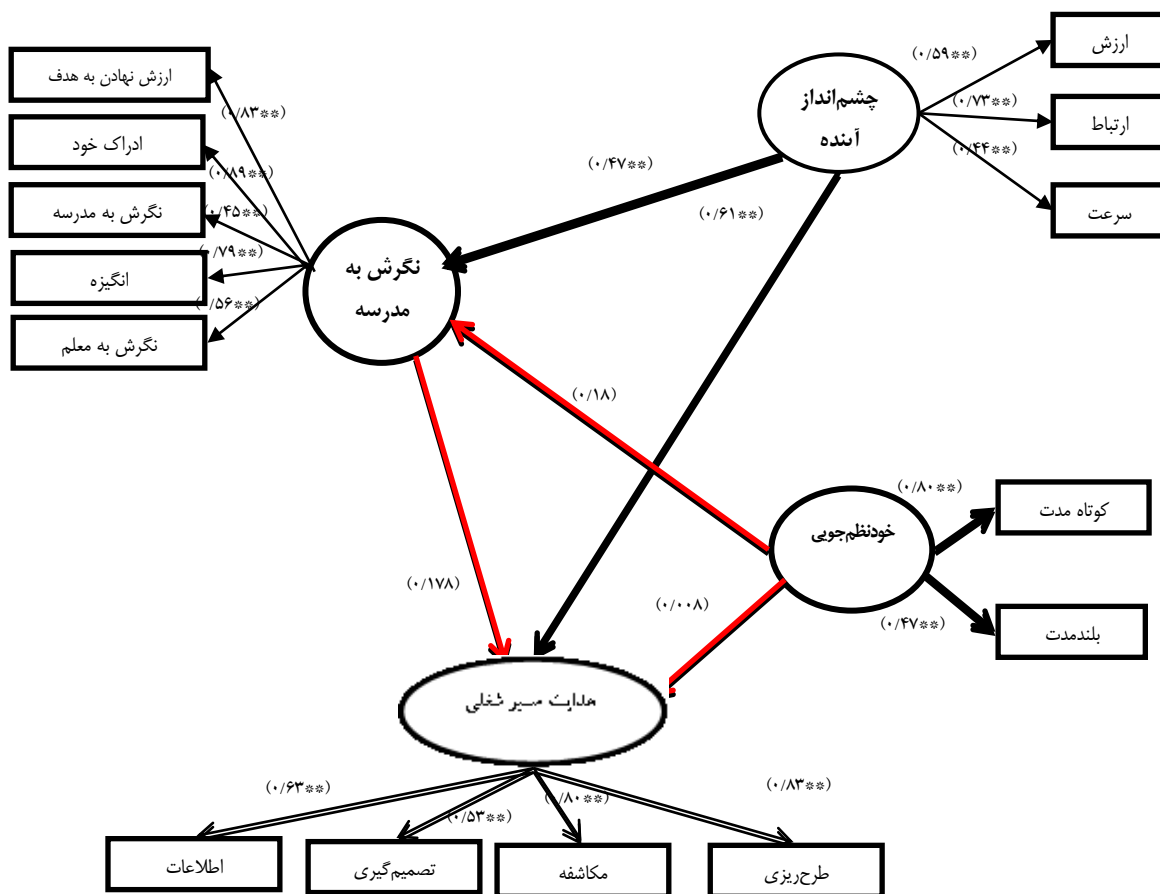 ارزش
(۰/۵۹**)
ارزش نهادن به هدف
چشم‌انداز
آینده
(۰/۷۳**)
(۰/۸۳**)
ارتباط
ادراک خود
(۰/۴۴**)
(۰/۴۷**)
(۰/۸۹**)
نگرش به مدرسه
(۰/۴۵**)
(۰/۶۱**)
سرعت
(۰/۷۹**)
نگرش به
مدرسه
انگیزه
(۰/۵۶**)
نگرش به معلم
(۰/۱۸)
(۰/۸۰**)
کوتاه مدت
خودنظم‌جویی
(۰/۱۷۸)
(۰/۰۰۸)
(۰/۴۷**)
بلندمدت
هدایت مسیر شغلی
(۰/۶۳**)
(۰/۵۳**)
(۰/۸۰**)
(۰/۸۳**)
طرح‌ریزی
مکاشفه
تصمیم‌گیری
اطلاعات